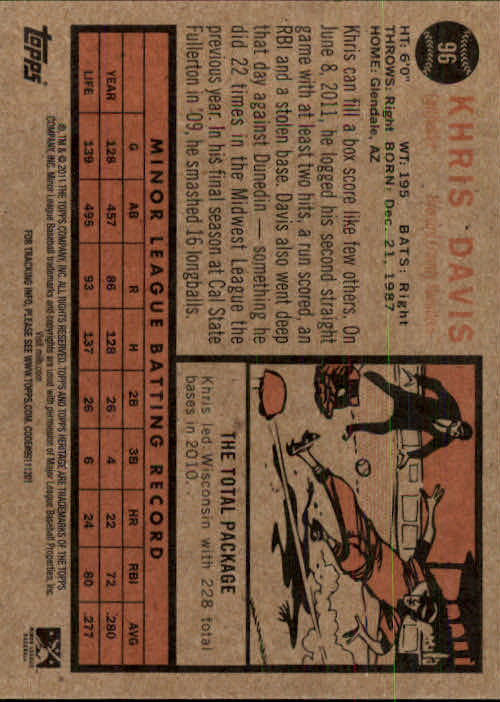 96
KHRIS DAVIS
HT: 6'0" WT: 195 BATS: Right
THROWS: Right BORN: Dec. 21, 1987
HOME: Glendale, AZ
Khris can fill a box score like few others. On
June 8, 2011, he logged his second straight
game with at least two hits, a run scored, an
RBI and a stolen base. Davis also went deep
that day against Dunedin — something he
did 22 times in the Midwest League the
previous year. In his final season at Cal State
Fullerton in '09, he smashed 16 longballs.
THE TOTAL PACKAGE
Khris led Wisconsin with 228 total
bases in 2010.
MINOR LEAGUE BATTING RECORD
G AB R H 2B 3B HR RBI AVG
YEAR 128 457 86 128 26 4 22 72 .280
LIFE 139 495 93 137 26 6 24 80 .277
topps
®, TM & © 2011 THE TOPPS COMPANY, INC. ALL RIGHTS RESERVED. TOPPS AND TOPPS HERITAGE ARE TRADEMARKS OF THE TOPPS
COMPANY, INC. Minor League Baseball trademarks and copyrights are used with permission of Major League Baseball Properties, Inc.
Visit milb.com.
FOR TRACKING INFO, PLEASE SEE WWW.TOPPS.COM.
MINOR LEAGUE
BASEBALL